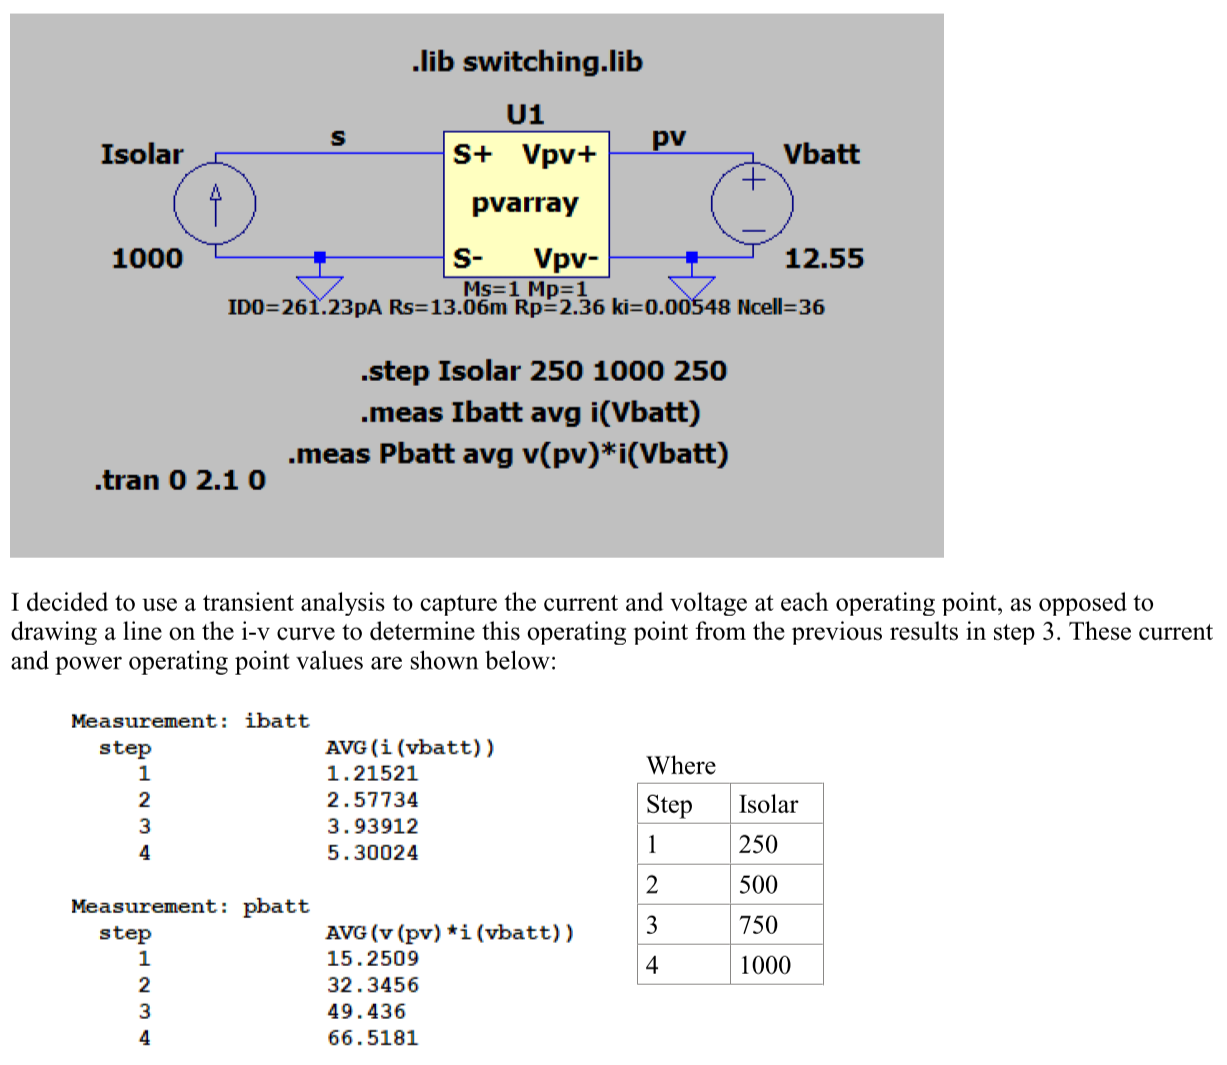 .lib switching.lib
U1
Isolar
s
S+ Vpv+
pv
Vbatt
pvarray
1000
S- Vpv-
12.55
Ms=1 Mp=1
ID0=261.23pA Rs=13.06m Rp=2.36 ki=0.00548 Ncell=36
.step Isolar 250 1000 250
.meas Ibatt avg i(Vbatt)
.meas Pbatt avg v(pv)*i(Vbatt)
.tran 0 2.1 0
I decided to use a transient analysis to capture the current and voltage at each operating point, as opposed to
drawing a line on the i-v curve to determine this operating point from the previous results in step 3. These current
and power operating point values are shown below:
Measurement: ibatt
step AVG(i(vbatt))
1 1.21521
2 2.57734
3 3.93912
4 5.30024
Measurement: pbatt
step AVG(v(pv)*i(vbatt))
1 15.2509
2 32.3456
3 49.436
4 66.5181
Where
Step Isolar
1 250
2 500
3 750
4 1000